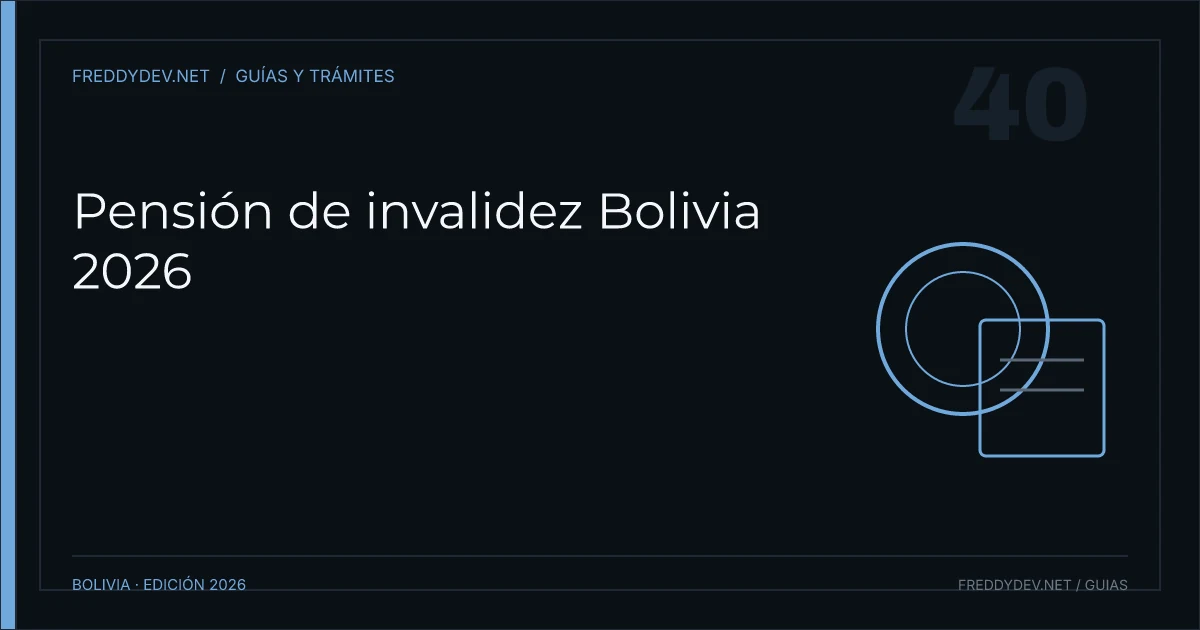 FREDDYDEV.NET / GUÍAS Y TRÁMITES
40
Pensión de invalidez Bolivia
2026
BOLIVIA · EDICIÓN 2026
FREDDYDEV.NET / GUIAS